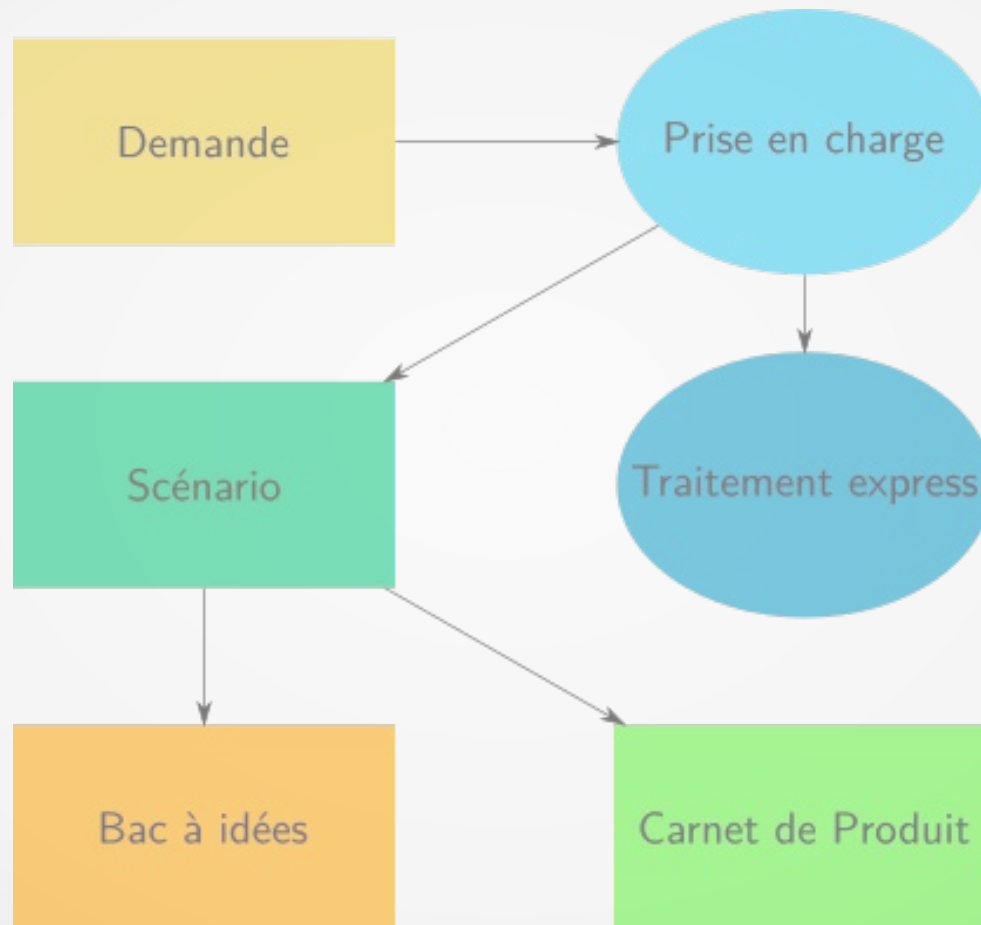 Demande
Prise en charge
Scénario
Traitement express
Bac à idées
Carnet de Produit